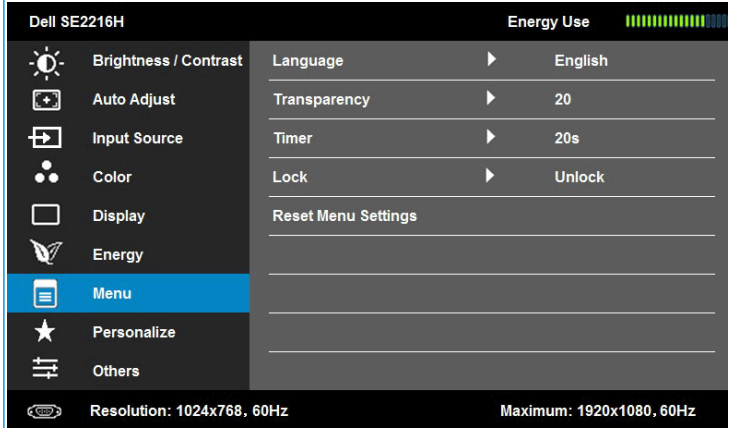 Dell SE2216H Energy Use
Brightness / Contrast Language English
Auto Adjust Transparency 20
Input Source Timer 20s
Color Lock Unlock
Display Reset Menu Settings
Energy
Menu
Personalize
Others
Resolution: 1024x768, 60Hz Maximum: 1920x1080, 60Hz